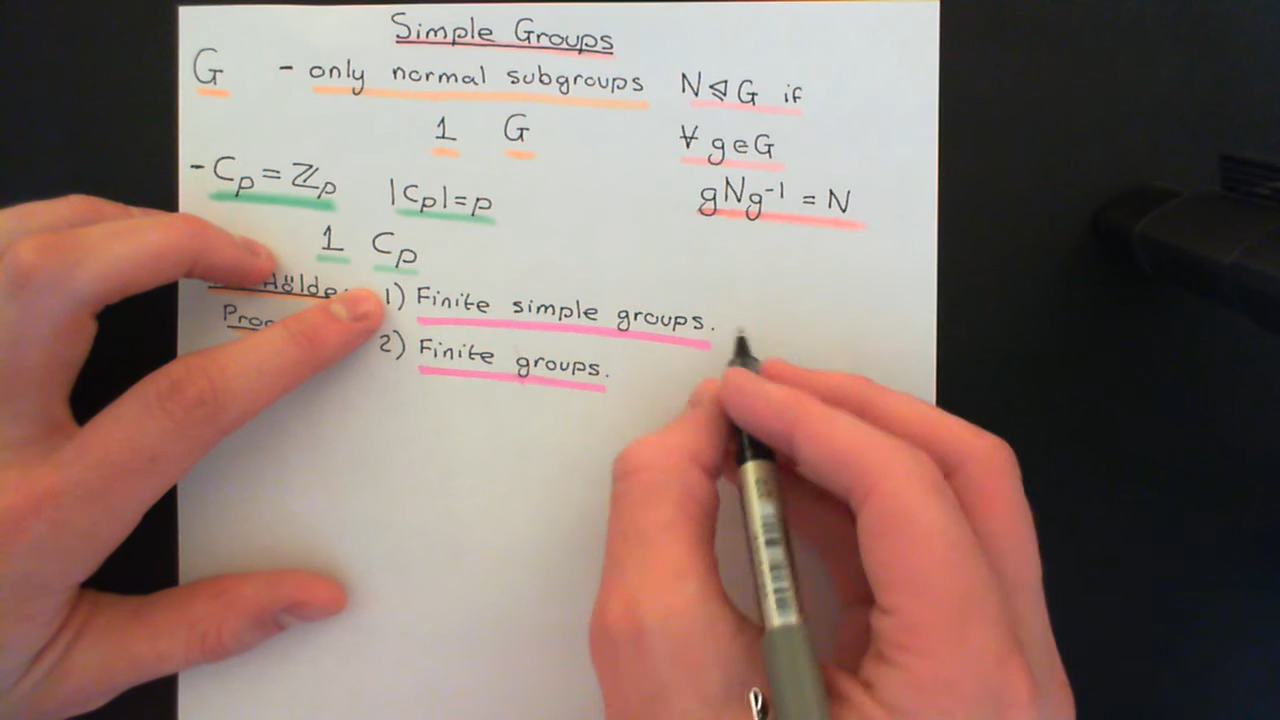 Simple Groups
G - only normal subgroups N ⊲ G if
1 G ∀ g∈G
- Cp = ℤp |Cp| = p gNg⁻¹ = N
1 Cp
1) Finite simple groups.
2) Finite groups.